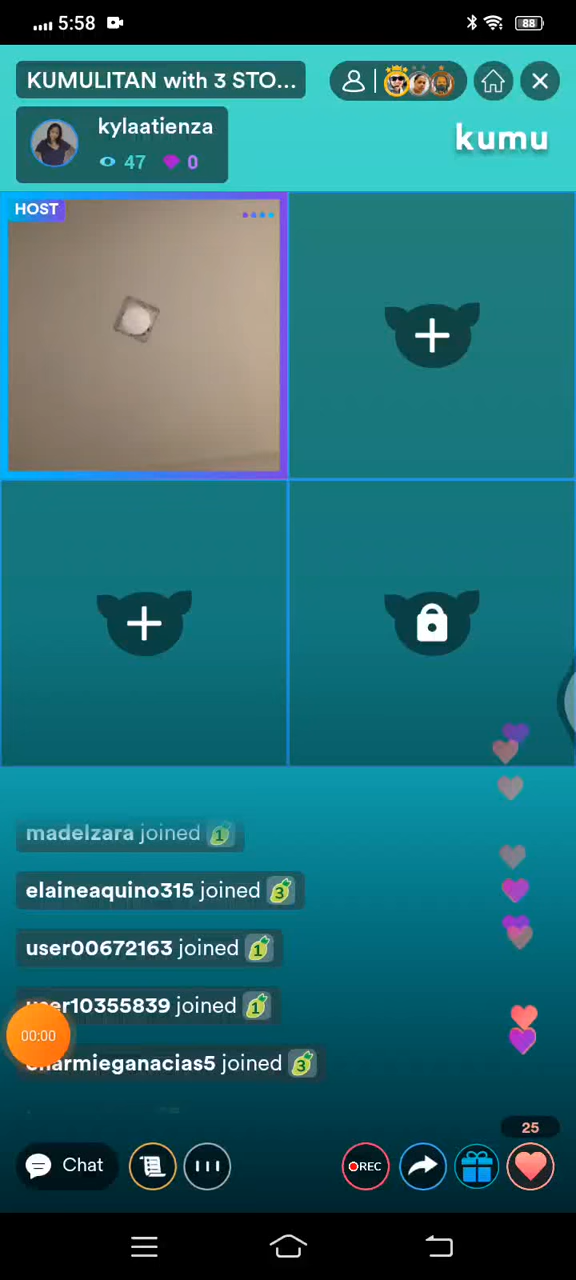 5:58
88
KUMULITAN with 3 STO...
kylaatienza
47 0
kumu
HOST
madelzara joined 1
elaineaquino315 joined 3
user00672163 joined 1
user10355839 joined 1
00:00
charmieganacias5 joined 3
25
Chat
REC